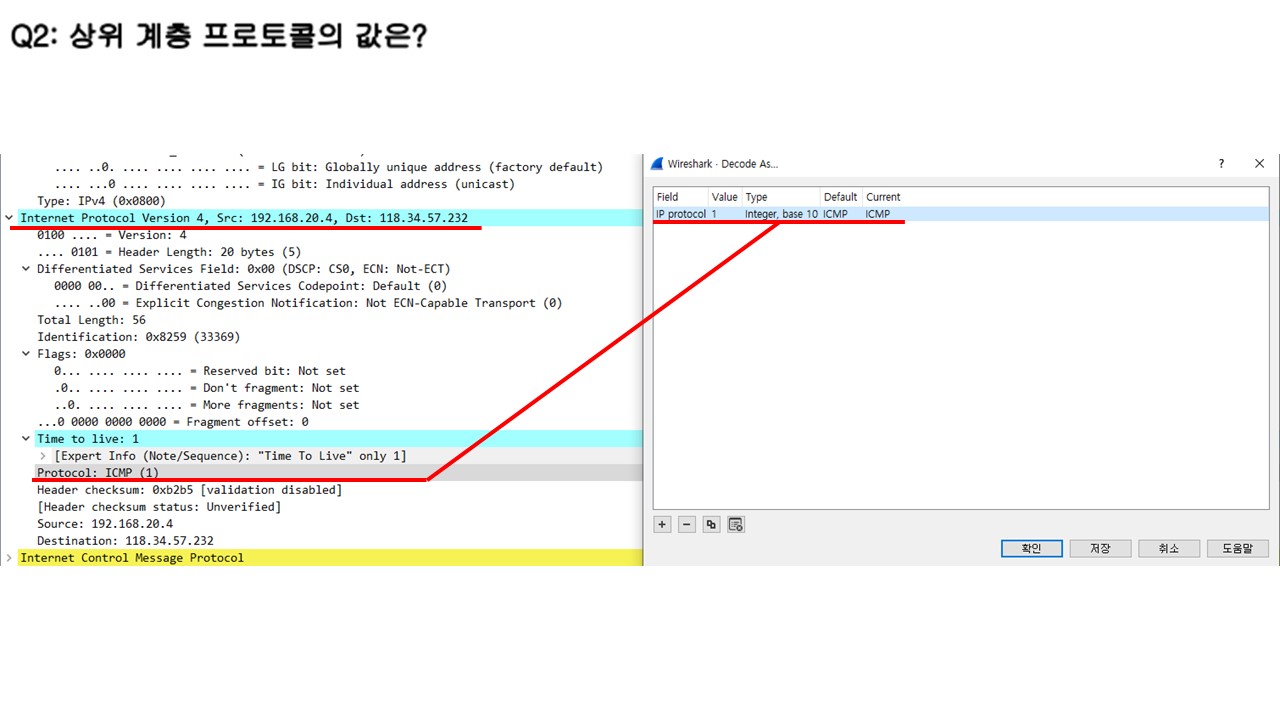 Q2: 상위 계층 프로토콜의 값은?
.... ..0. .... .... .... .... = LG bit: Globally unique address (factory default)
.... ...0 .... .... .... .... = IG bit: Individual address (unicast)
Type: IPv4 (0x0800)
Internet Protocol Version 4, Src: 192.168.20.4, Dst: 118.34.57.232
0100 .... = Version: 4
.... 0101 = Header Length: 20 bytes (5)
Differentiated Services Field: 0x00 (DSCP: CS0, ECN: Not-ECT)
0000 00.. = Differentiated Services Codepoint: Default (0)
.... ..00 = Explicit Congestion Notification: Not ECN-Capable Transport (0)
Total Length: 56
Identification: 0x8259 (33369)
Flags: 0x0000
0... .... .... .... = Reserved bit: Not set
.0.. .... .... .... = Don't fragment: Not set
..0. .... .... .... = More fragments: Not set
...0 0000 0000 0000 = Fragment offset: 0
Time to live: 1
[Expert Info (Note/Sequence): "Time To Live" only 1]
Protocol: ICMP (1)
Header checksum: 0xb2b5 [validation disabled]
[Header checksum status: Unverified]
Source: 192.168.20.4
Destination: 118.34.57.232
Internet Control Message Protocol
Wireshark · Decode As...
Field Value Type Default Current
IP protocol 1 Integer, base 10 ICMP ICMP
확인 저장 취소 도움말